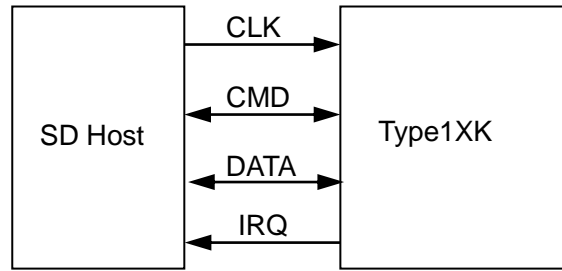 CLK
CMD
SD Host
Type1XK
DATA
IRQ